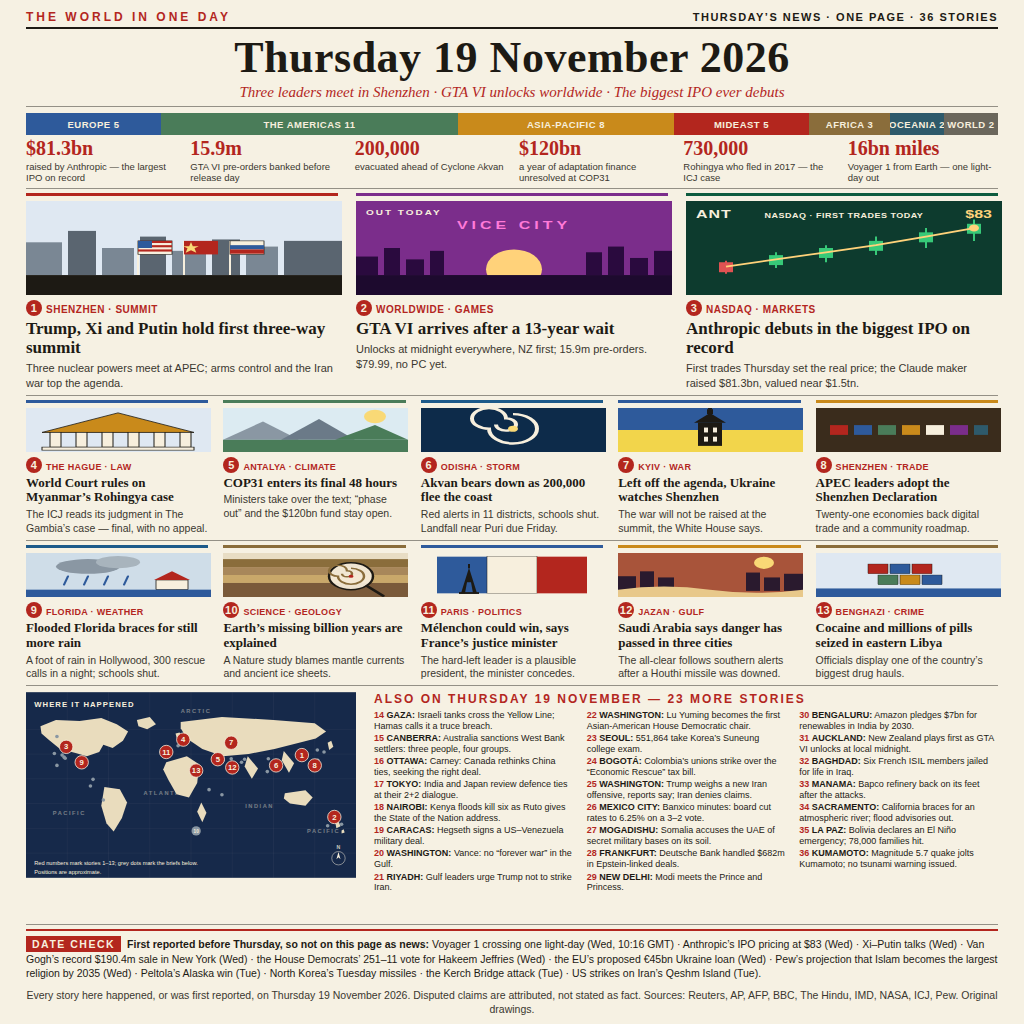 THE WORLD IN ONE DAY
THURSDAY'S NEWS · ONE PAGE · 36 STORIES
Thursday 19 November 2026
Three leaders meet in Shenzhen · GTA VI unlocks worldwide · The biggest IPO ever debuts
EUROPE 5
THE AMERICAS 11
ASIA-PACIFIC 8
MIDEAST 5
AFRICA 3
OCEANIA 2
WORLD 2
$81.3bn
raised by Anthropic — the largest
IPO on record
15.9m
GTA VI pre-orders banked before
release day
200,000
evacuated ahead of Cyclone Akvan
$120bn
a year of adaptation finance
unresolved at COP31
730,000
Rohingya who fled in 2017 — the
ICJ case
16bn miles
Voyager 1 from Earth — one light-
day out
1 SHENZHEN · SUMMIT
Trump, Xi and Putin hold first three-way
summit
Three nuclear powers meet at APEC; arms control and the Iran
war top the agenda.
OUT TODAY
VICE CITY
2 WORLDWIDE · GAMES
GTA VI arrives after a 13-year wait
Unlocks at midnight everywhere, NZ first; 15.9m pre-orders.
$79.99, no PC yet.
ANT
NASDAQ · FIRST TRADES TODAY
$83
3 NASDAQ · MARKETS
Anthropic debuts in the biggest IPO on
record
First trades Thursday set the real price; the Claude maker
raised $81.3bn, valued near $1.5tn.
4 THE HAGUE · LAW
World Court rules on
Myanmar's Rohingya case
The ICJ reads its judgment in The
Gambia's case — final, with no appeal.
5 ANTALYA · CLIMATE
COP31 enters its final 48 hours
Ministers take over the text; "phase
out" and the $120bn fund stay open.
6 ODISHA · STORM
Akvan bears down as 200,000
flee the coast
Red alerts in 11 districts, schools shut.
Landfall near Puri due Friday.
7 KYIV · WAR
Left off the agenda, Ukraine
watches Shenzhen
The war will not be raised at the
summit, the White House says.
8 SHENZHEN · TRADE
APEC leaders adopt the
Shenzhen Declaration
Twenty-one economies back digital
trade and a community roadmap.
9 FLORIDA · WEATHER
Flooded Florida braces for still
more rain
A foot of rain in Hollywood, 300 rescue
calls in a night; schools shut.
10 SCIENCE · GEOLOGY
Earth's missing billion years are
explained
A Nature study blames mantle currents
and ancient ice sheets.
11 PARIS · POLITICS
Mélenchon could win, says
France's justice minister
The hard-left leader is a plausible
president, the minister concedes.
12 JAZAN · GULF
Saudi Arabia says danger has
passed in three cities
The all-clear follows southern alerts
after a Houthi missile was downed.
13 BENGHAZI · CRIME
Cocaine and millions of pills
seized in eastern Libya
Officials display one of the country's
biggest drug hauls.
WHERE IT HAPPENED
ARCTIC
3
9
4
11
7
5
13
12
6
1
8
ATLANTIC
INDIAN
PACIFIC
2
10
PACIFIC
N
Red numbers mark stories 1–13; grey dots mark the briefs below.
Positions are approximate.
ALSO ON THURSDAY 19 NOVEMBER — 23 MORE STORIES
14 GAZA: Israeli tanks cross the Yellow Line;
Hamas calls it a truce breach.
15 CANBERRA: Australia sanctions West Bank
settlers: three people, four groups.
16 OTTAWA: Carney: Canada rethinks China
ties, seeking the right deal.
17 TOKYO: India and Japan review defence ties
at their 2+2 dialogue.
18 NAIROBI: Kenya floods kill six as Ruto gives
the State of the Nation address.
19 CARACAS: Hegseth signs a US–Venezuela
military deal.
20 WASHINGTON: Vance: no "forever war" in the
Gulf.
21 RIYADH: Gulf leaders urge Trump not to strike
Iran.
22 WASHINGTON: Lu Yuming becomes the first
Asian-American House Democratic chair.
23 SEOUL: 551,864 take Korea's Suneung
college exam.
24 BOGOTÁ: Colombia's unions strike over the
"Economic Rescue" tax bill.
25 WASHINGTON: Trump weighs a new Iran
offensive, reports say; Iran denies claims.
26 MEXICO CITY: Banxico minutes: board cut
rates to 6.25% on a 3–2 vote.
27 MOGADISHU: Somalia accuses the UAE of
secret military bases on its soil.
28 FRANKFURT: Deutsche Bank handled $682m
in Epstein-linked deals.
29 NEW DELHI: Modi meets the Prince and
Princess.
30 BENGALURU: Amazon pledges $7bn for
renewables in India by 2030.
31 AUCKLAND: New Zealand plays first as GTA
VI unlocks at local midnight.
32 BAGHDAD: Six French ISIL members jailed
for life in Iraq.
33 MANAMA: Bapco refinery back on its feet
after the attacks.
34 SACRAMENTO: California braces for an
atmospheric river; flood advisories out.
35 LA PAZ: Bolivia declares an El Niño
emergency; 78,000 families hit.
36 KUMAMOTO: Magnitude 5.7 quake jolts
Kumamoto; no tsunami warning issued.
DATE CHECK First reported before Thursday, so not on this page as news: Voyager 1 crossing one light-day (Wed, 10:16 GMT) · Anthropic's IPO pricing at $83 (Wed) · Xi–Putin talks (Wed) · Van
Gogh's record $190.4m sale in New York (Wed) · the House Democrats' 251–11 vote for Hakeem Jeffries (Wed) · the EU's proposed €45bn Ukraine loan (Wed) · Pew's projection that Islam becomes the largest
religion by 2035 (Wed) · Peltola's Alaska win (Tue) · North Korea's Tuesday missiles · the Kerch Bridge attack (Tue) · US strikes on Iran's Qeshm Island (Tue).
Every story here happened, or was first reported, on Thursday 19 November 2026. Disputed claims are attributed, not stated as fact. Sources: Reuters, AP, AFP, BBC, The Hindu, IMD, NASA, ICJ, Pew. Original
drawings.